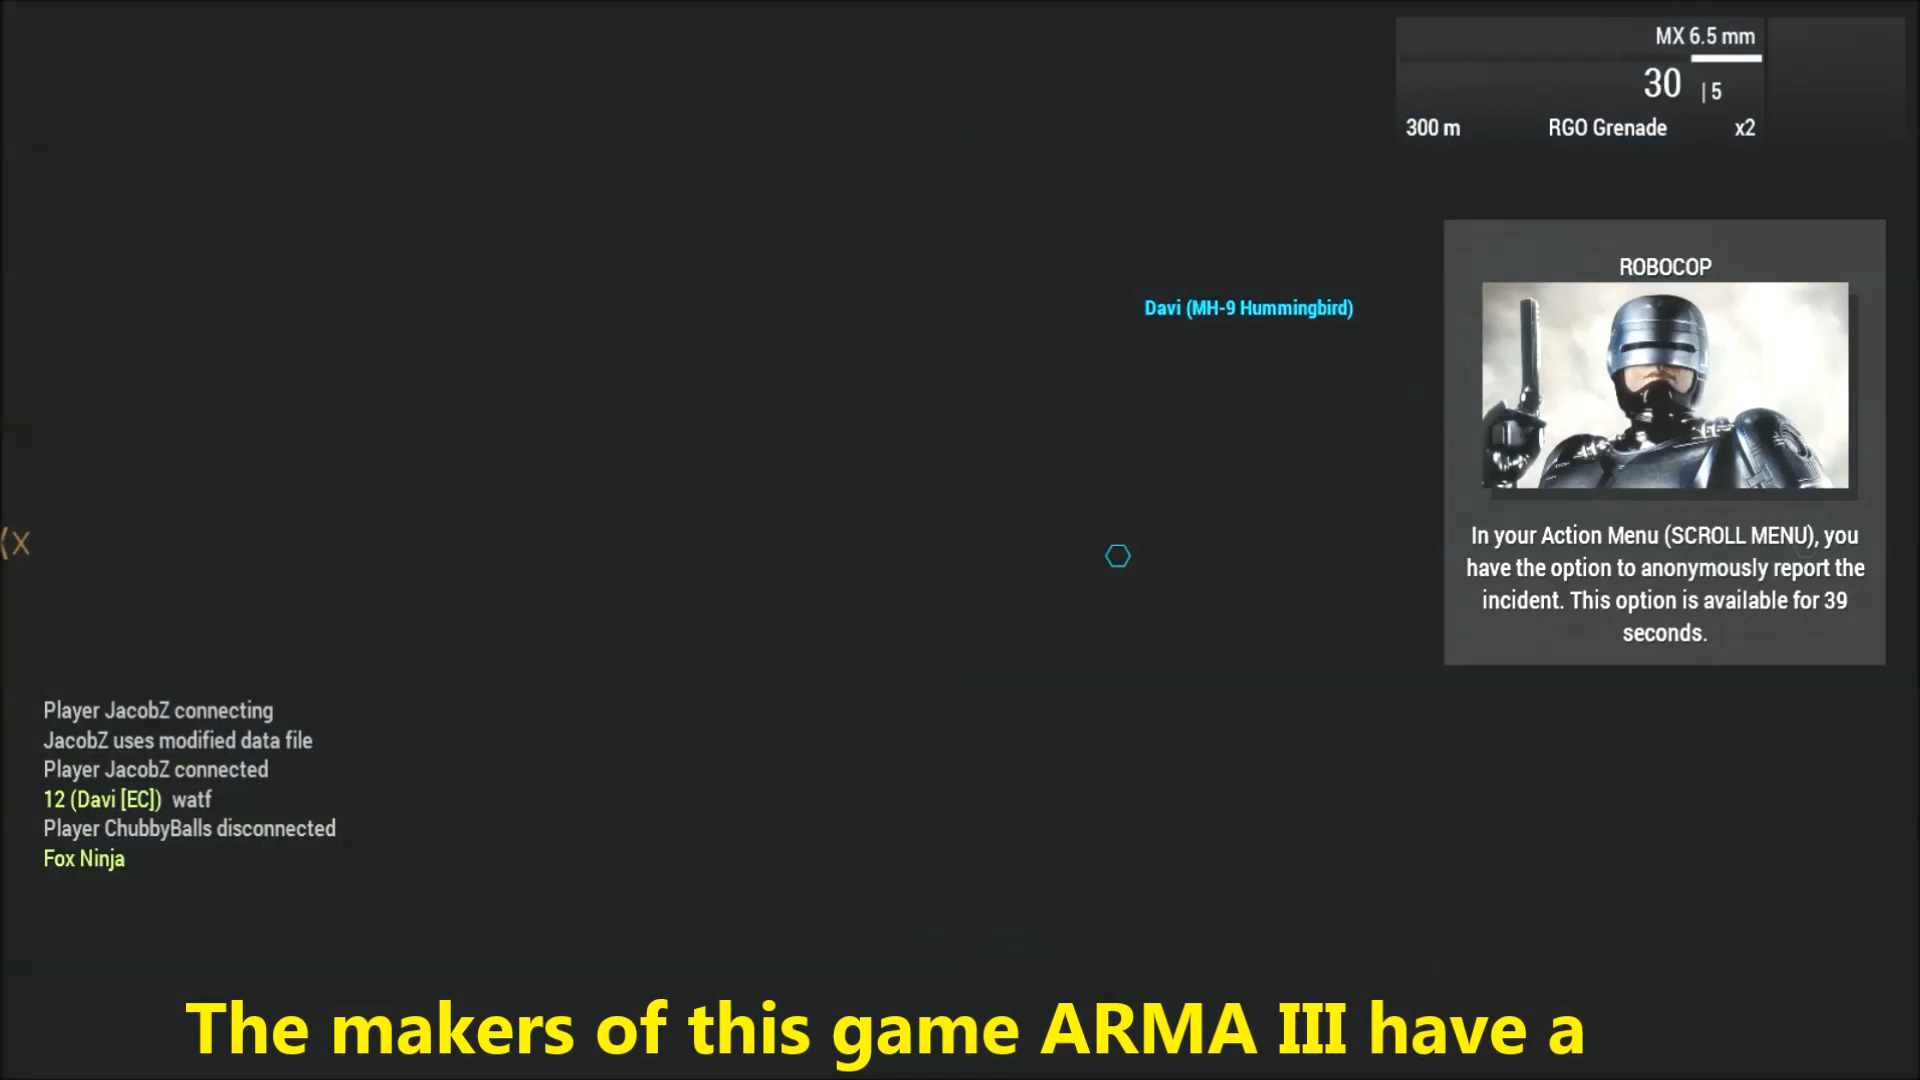 MX 6.5 mm
30 | 5
300 m RGO Grenade x2
ROBOCOP
Davi (MH-9 Hummingbird)
In your Action Menu (SCROLL MENU), you
have the option to anonymously report the
incident. This option is available for 39
seconds.
(X
Player JacobZ connecting
JacobZ uses modified data file
Player JacobZ connected
12 (Davi [EC]) watf
Player ChubbyBalls disconnected
Fox Ninja
The makers of this game ARMA III have a